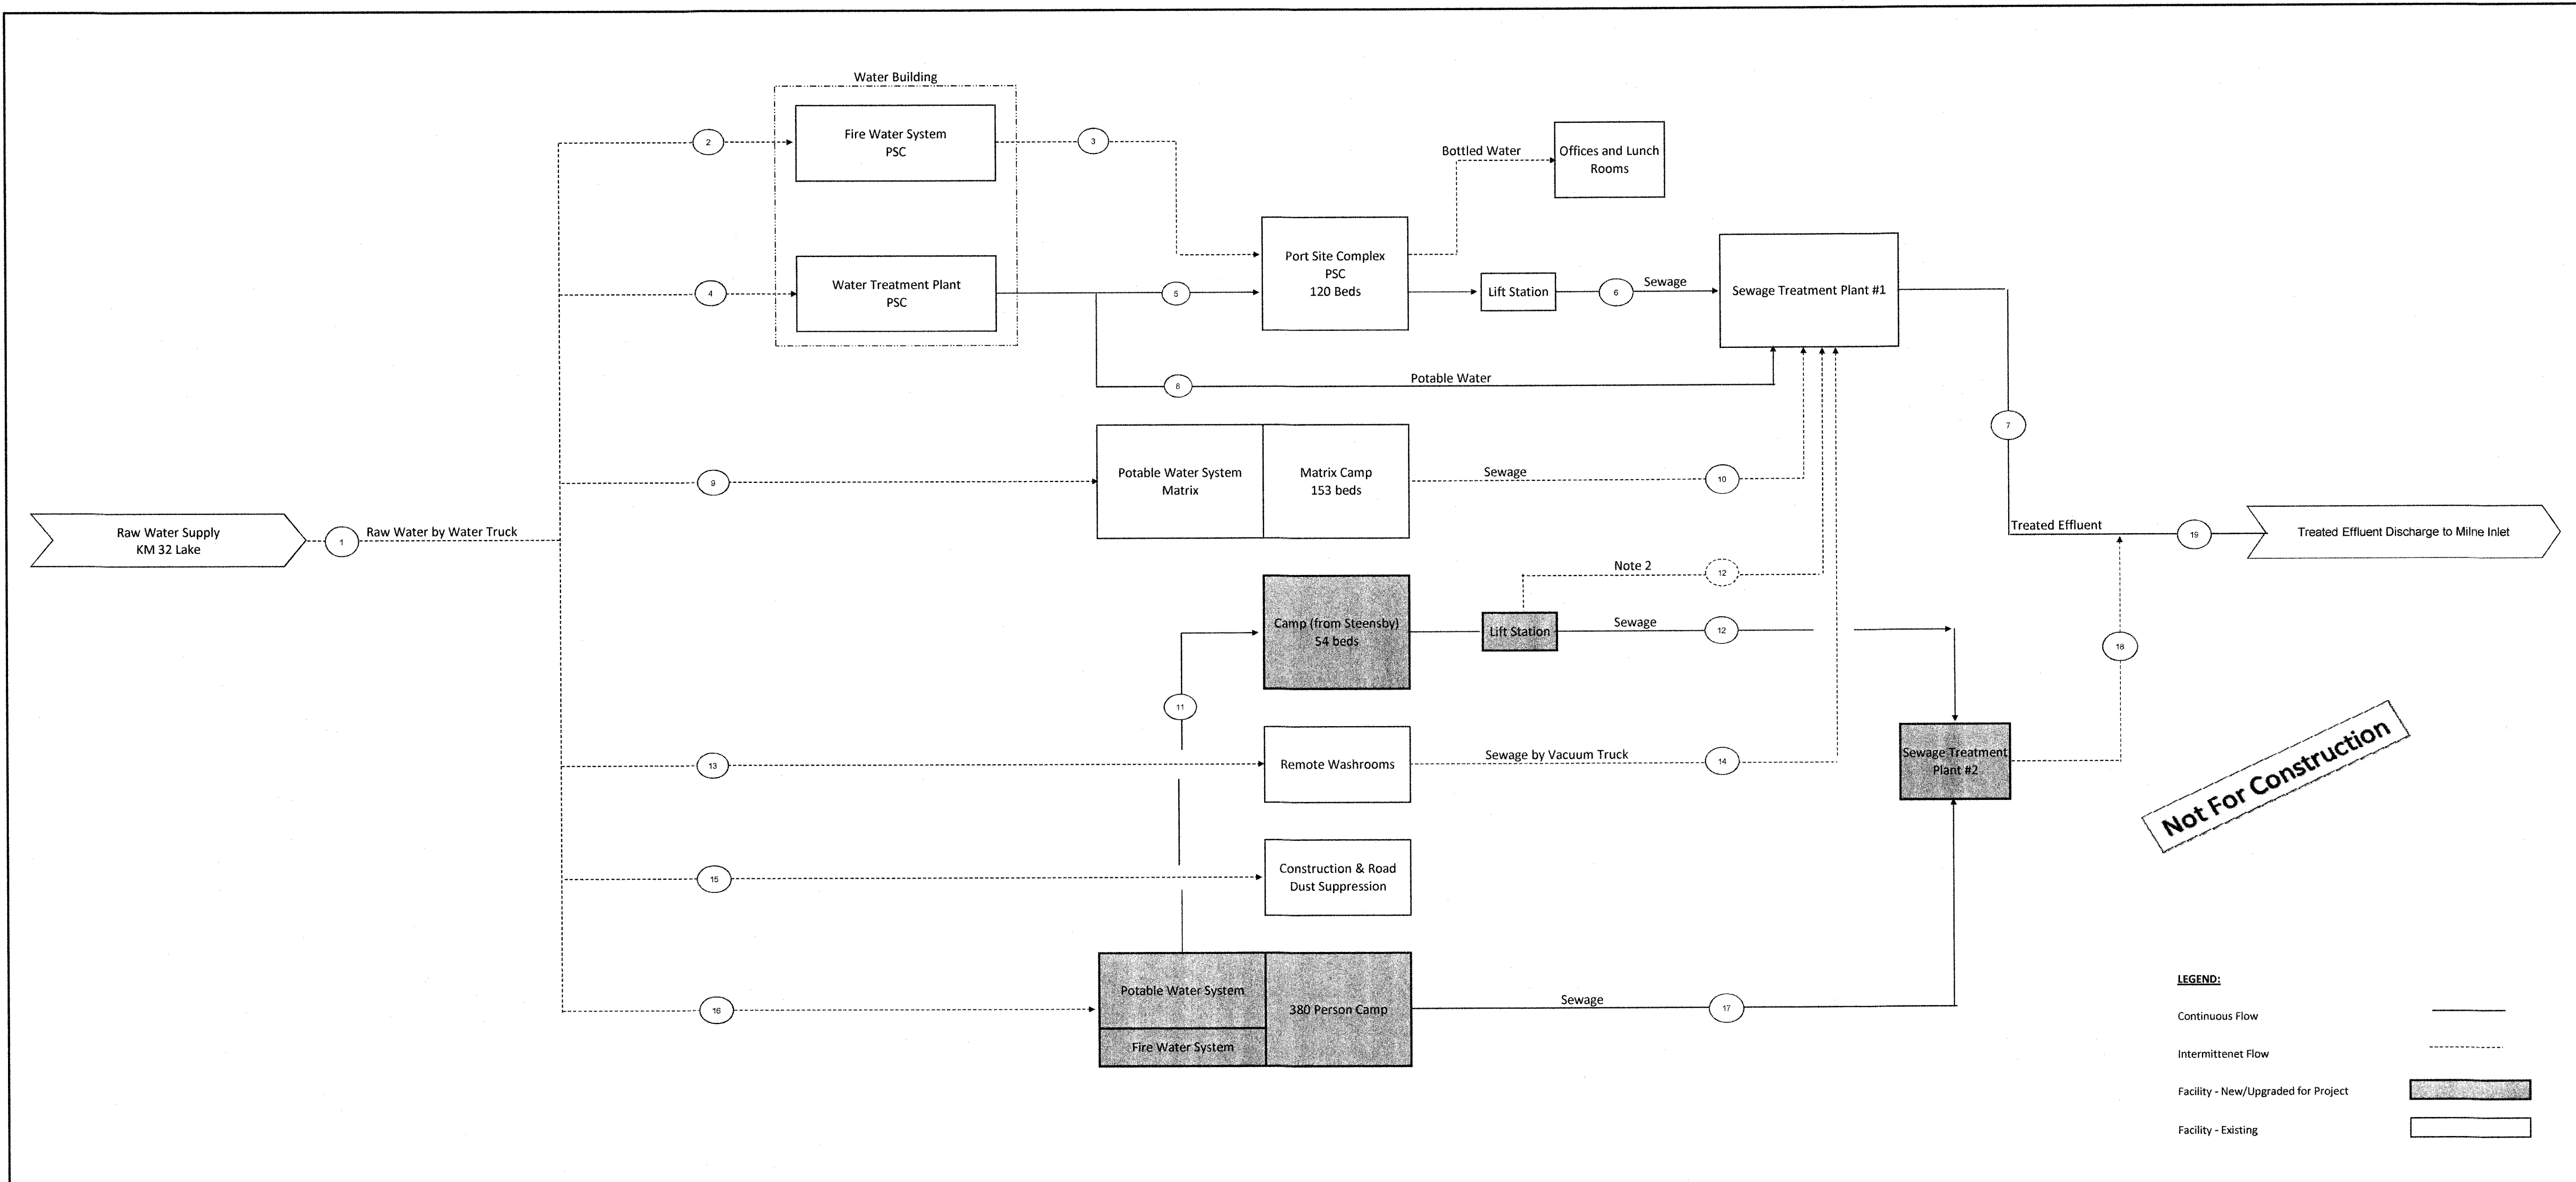 Water Building
Fire Water System
PSC
2
3
Bottled Water
Offices and Lunch
Rooms
Water Treatment Plant
PSC
4
5
Port Site Complex
PSC
120 Beds
Lift Station
6
Sewage
Sewage Treatment Plant #1
8
Potable Water
7
9
Potable Water System
Matrix
Matrix Camp
153 beds
Sewage
10
Raw Water Supply
KM 32 Lake
1
Raw Water by Water Truck
Treated Effluent
19
Treated Effluent Discharge to Milne Inlet
Note 2
12
Camp (from Steensby)
54 beds
Lift Station
Sewage
12
18
11
13
Remote Washrooms
Sewage by Vacuum Truck
14
Sewage Treatment
Plant #2
Not For Construction
15
Construction & Road
Dust Suppression
16
Potable Water System
Fire Water System
380 Person Camp
Sewage
17
LEGEND:
Continuous Flow
Intermittenet Flow
Facility - New/Upgraded for Project
Facility - Existing